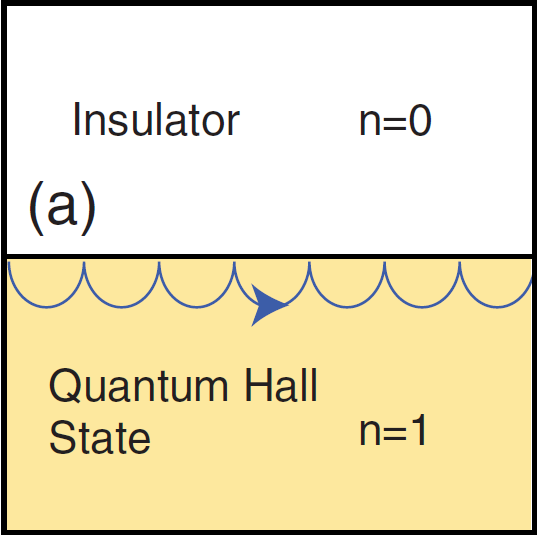 Insulator n=0
(a)
Quantum Hall
State n=1